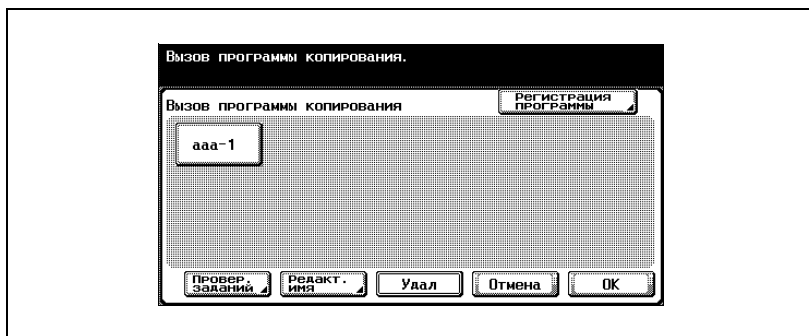 Вызов программы копирования.
Вызов программы копирования
Регистрация
программы
aaa-1
Провер.
заданий
Редакт.
имя
Удал
Отмена
OK